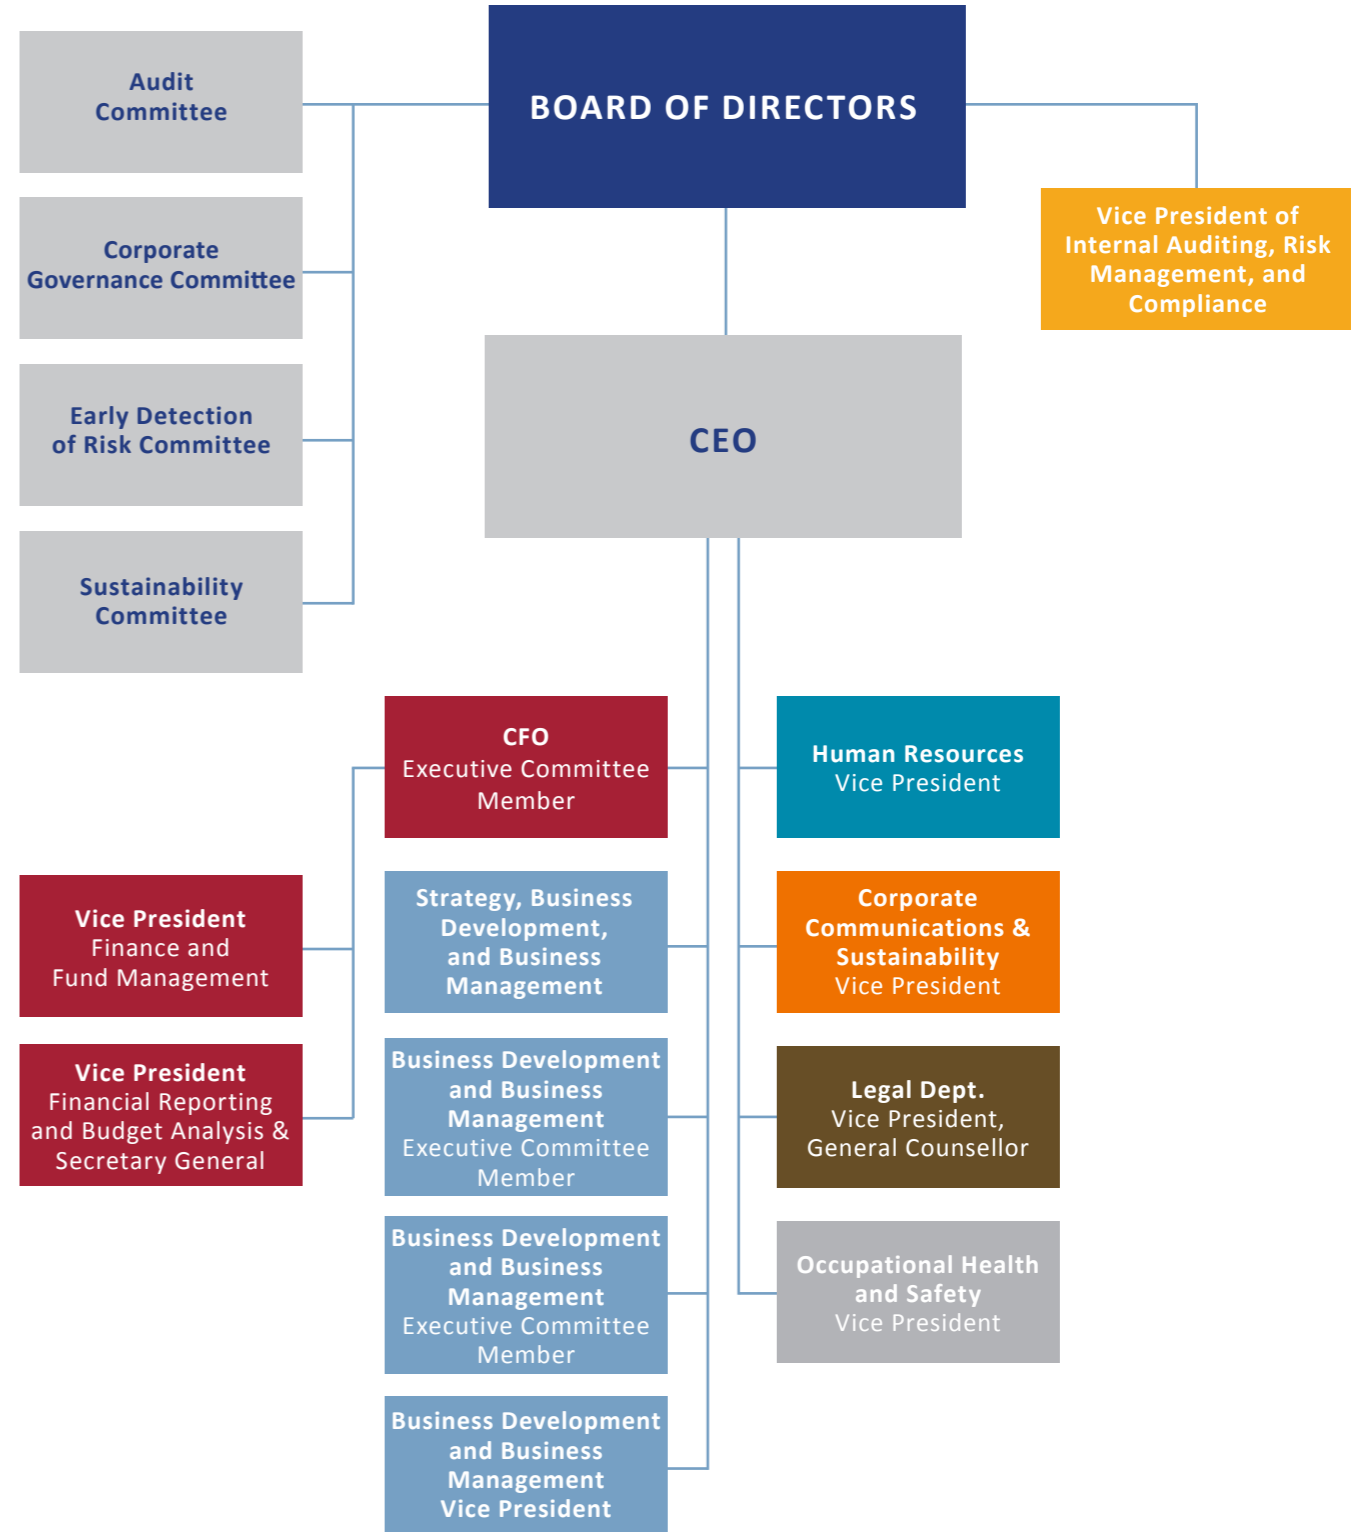 BOARD OF DIRECTORS
Audit
Committee
Corporate
Governance Committee
Early Detection
of Risk Committee
Sustainability
Committee
Vice President of
Internal Auditing, Risk
Management, and
Compliance
CEO
CFO
Executive Committee
Member
Vice President
Finance and
Fund Management
Vice President
Financial Reporting
and Budget Analysis &
Secretary General
Strategy, Business
Development,
and Business
Management
Business Development
and Business
Management
Executive Committee
Member
Business Development
and Business
Management
Executive Committee
Member
Business Development
and Business
Management
Vice President
Human Resources
Vice President
Corporate
Communications &
Sustainability
Vice President
Legal Dept.
Vice President,
General Counsellor
Occupational Health
and Safety
Vice President